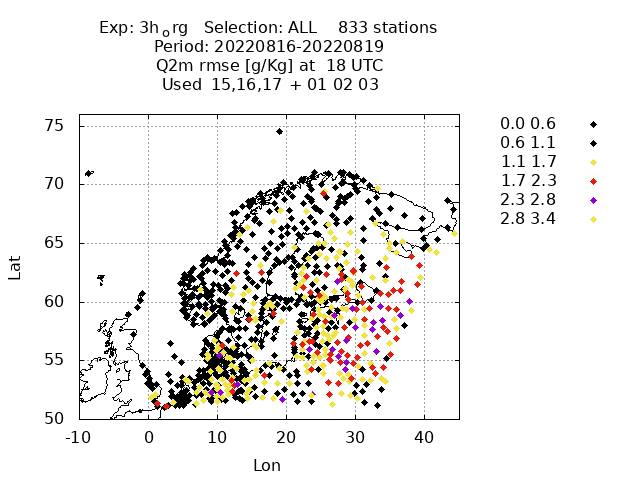 Exp: 3h_org   Selection: ALL    833 stations
Period: 20220816-20220819
Q2m rmse [g/Kg] at  18 UTC
Used  15,16,17 + 01 02 03
0.0 0.6
0.6 1.1
1.1 1.7
1.7 2.3
2.3 2.8
2.8 3.4
Lat
75
70
65
60
55
50
-10 0 10 20 30 40
Lon